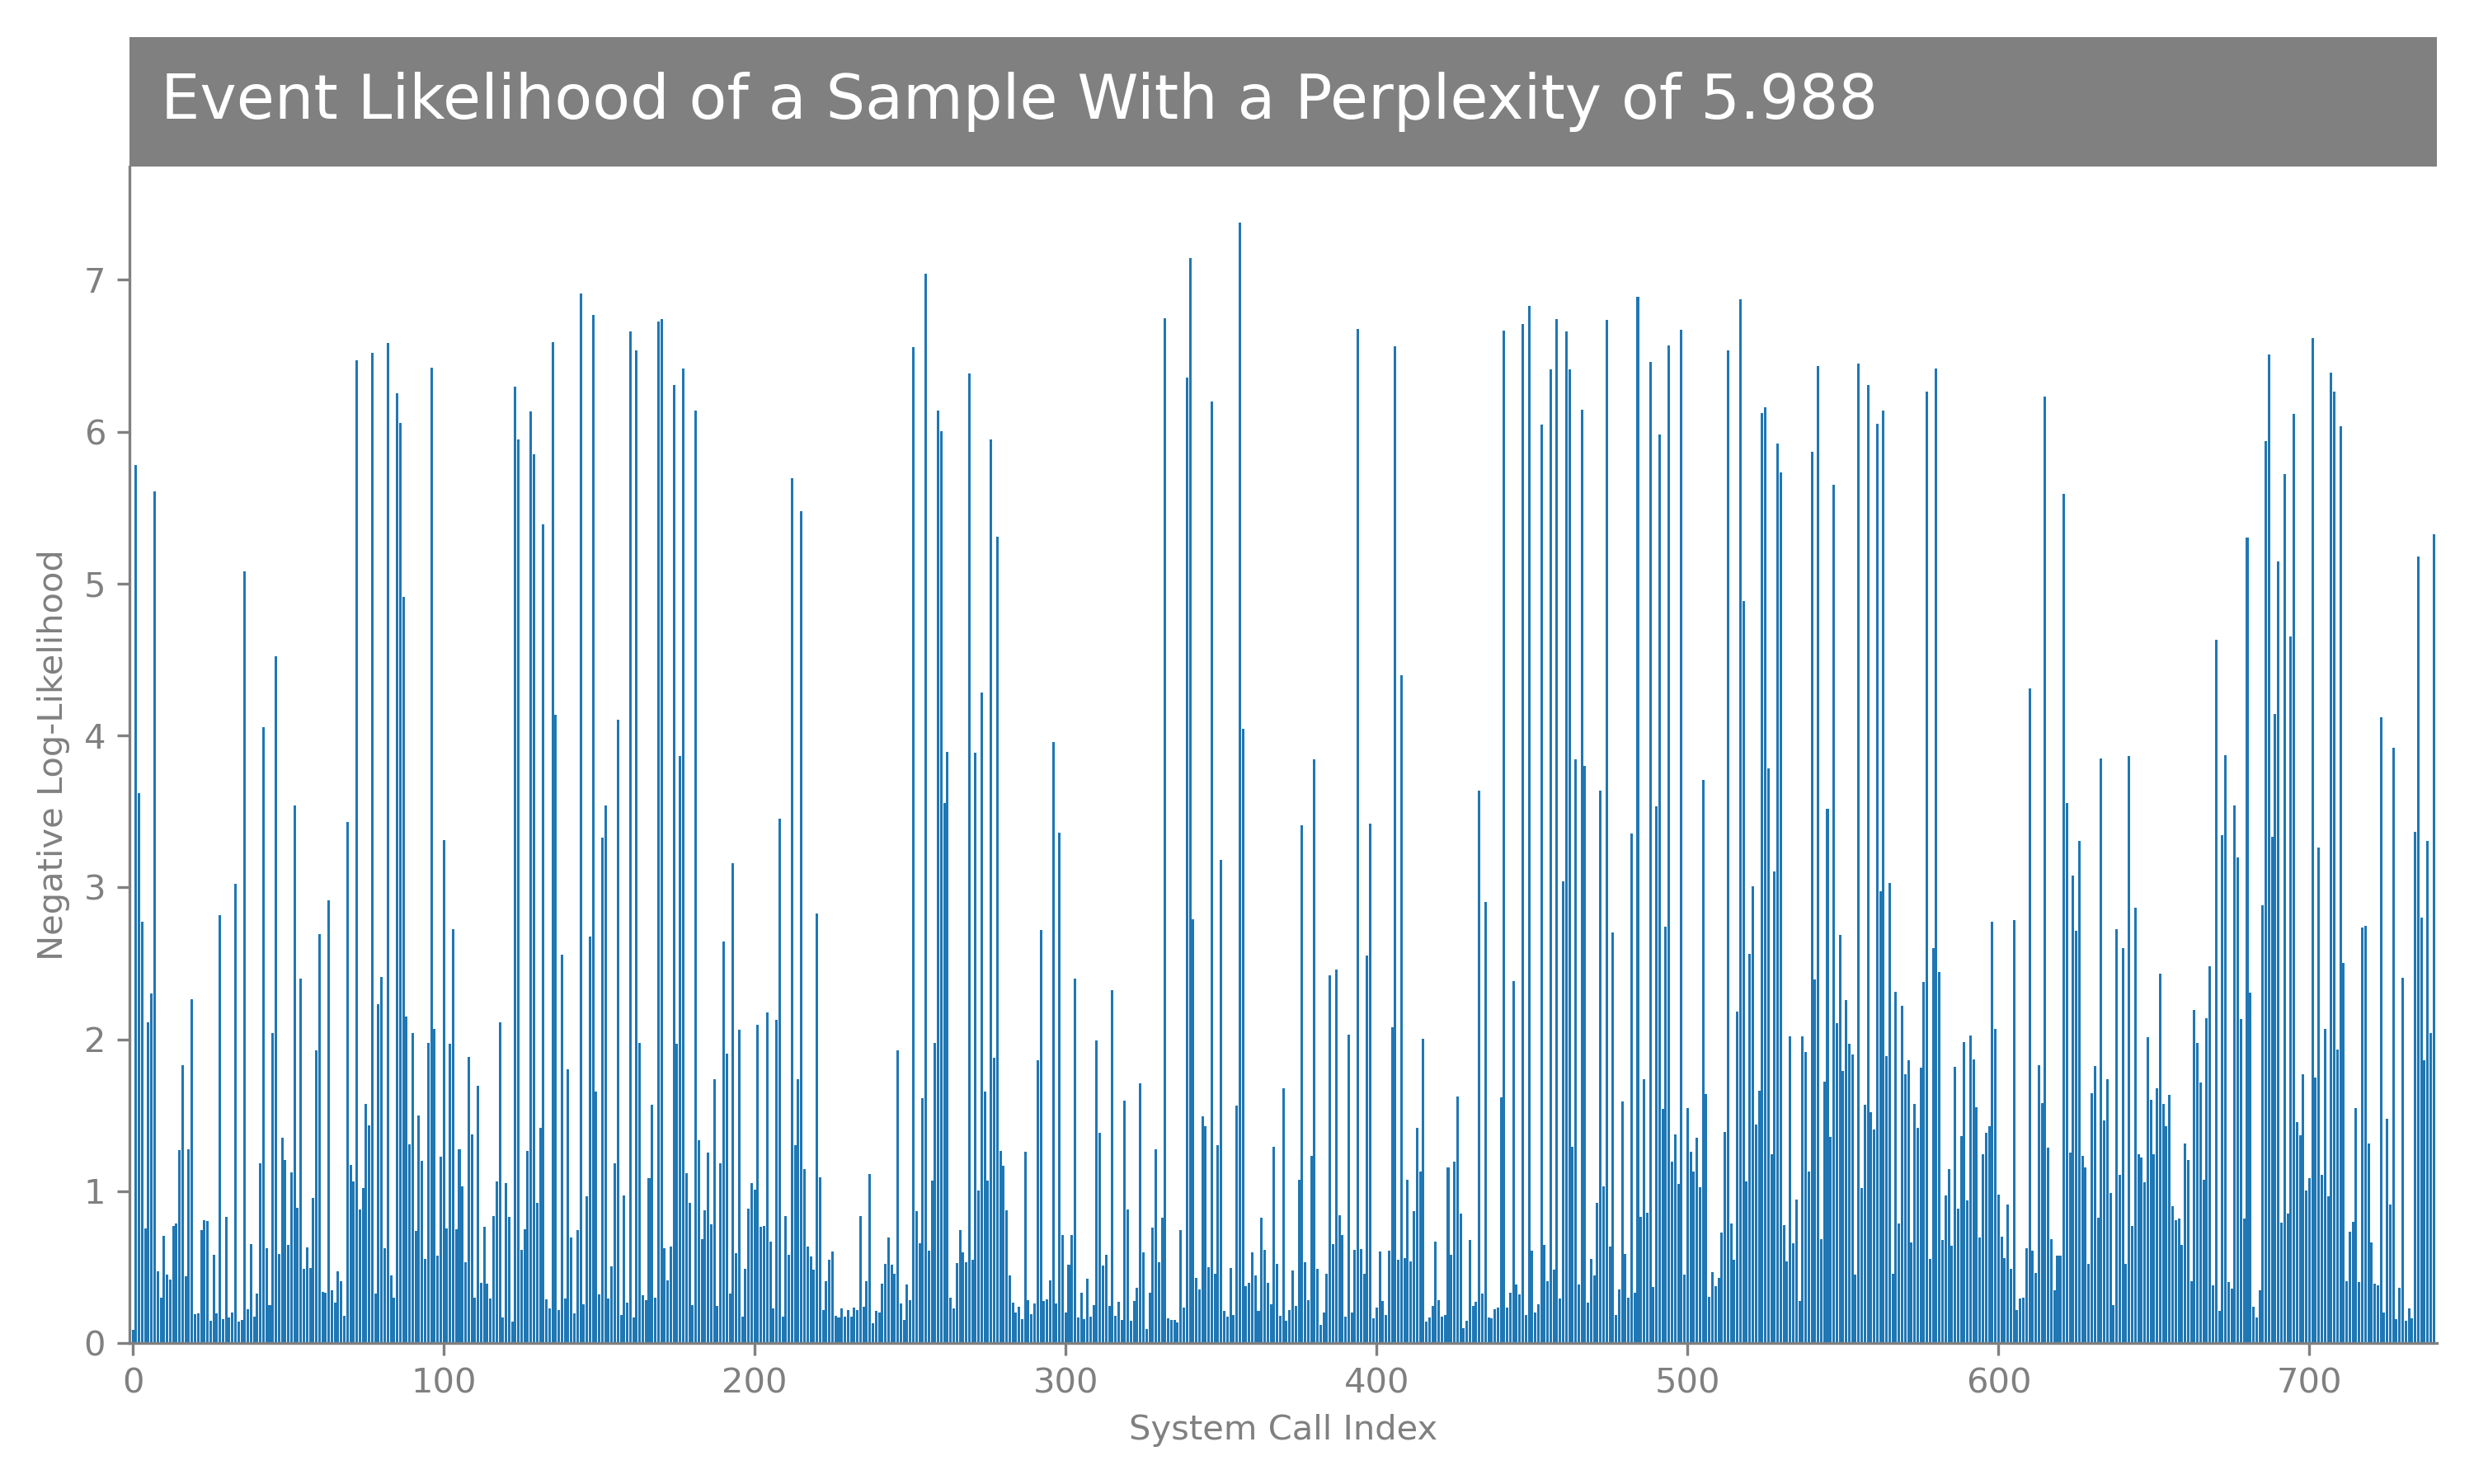 Event Likelihood of a Sample With a Perplexity of 5.988
Negative Log-Likelihood
7
6
5
4
3
2
1
0
0 100 200 300 400 500 600 700
System Call Index